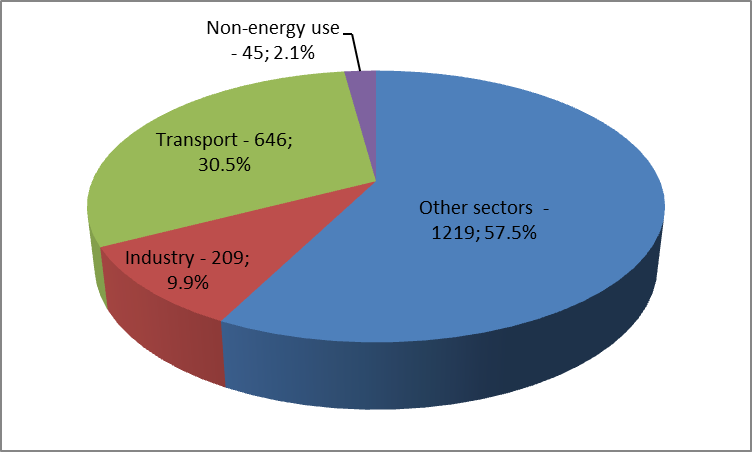 Non-energy use
- 45; 2.1%
Transport - 646;
30.5%
Other sectors -
1219; 57.5%
Industry - 209;
9.9%